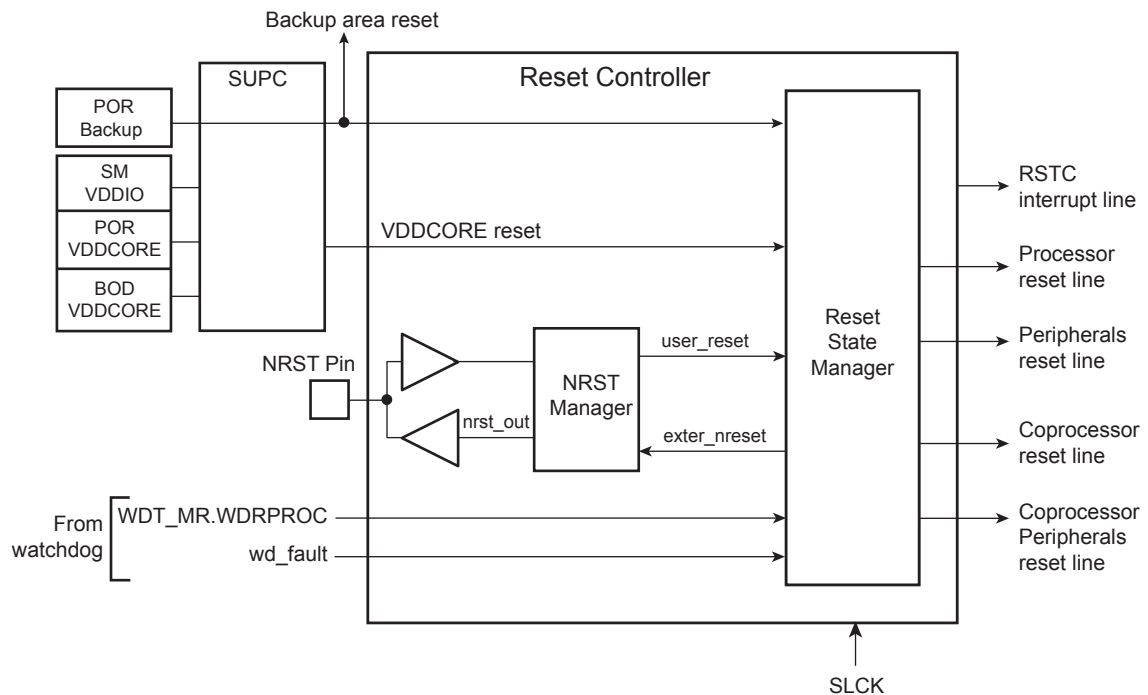 Backup area reset
Reset Controller
SUPC
POR
Backup
SM
VDDIO
POR
VDDCORE
BOD
VDDCORE
VDDCORE reset
NRST Pin
nrst_out
NRST
Manager
user_reset
exter_nreset
Reset
State
Manager
From
watchdog
WDT_MR.WDRPROC
wd_fault
RSTC
interrupt line
Processor
reset line
Peripherals
reset line
Coprocessor
reset line
Coprocessor
Peripherals
reset line
SLCK